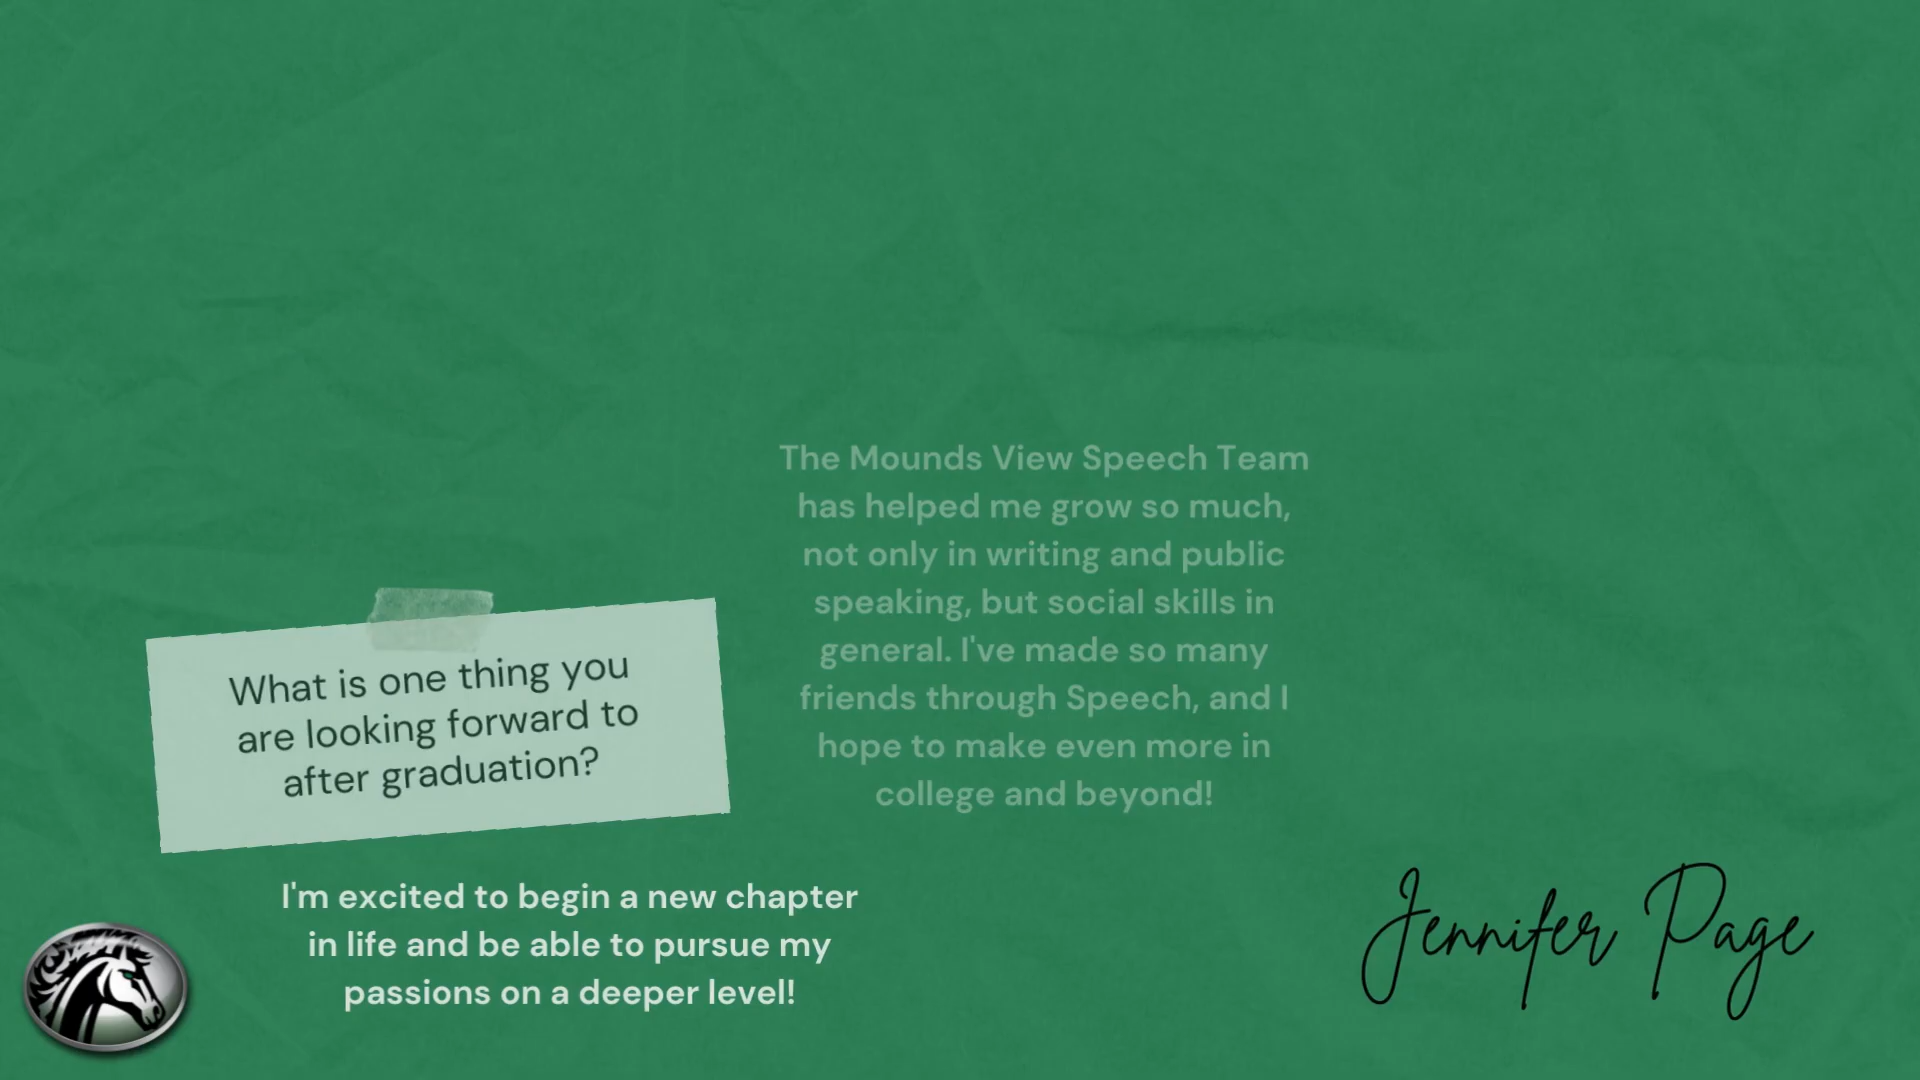 The Mounds View Speech Team
has helped me grow so much,
not only in writing and public
speaking, but social skills in
general. I've made so many
friends through Speech, and I
hope to make even more in
college and beyond!
What is one thing you
are looking forward to
after graduation?
I'm excited to begin a new chapter
in life and be able to pursue my
passions on a deeper level!
Jennifer Page